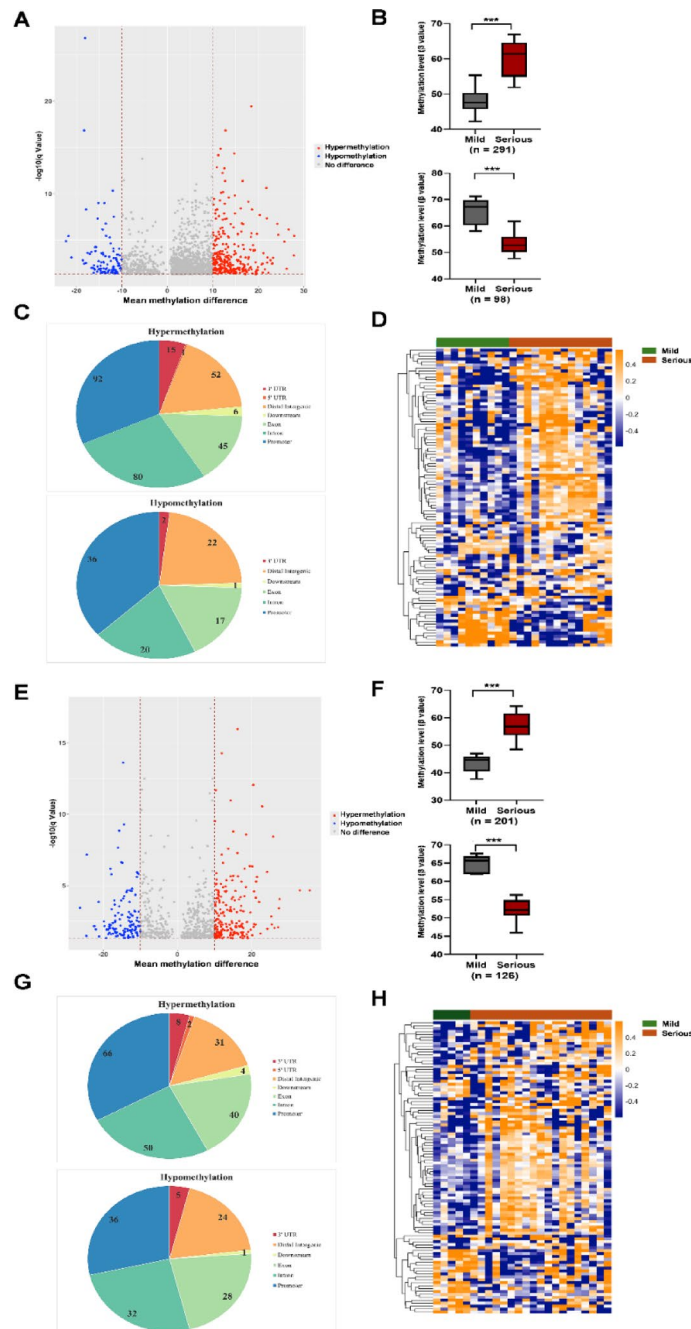 A
-log10(q Value)
20
10
-20
-10
0
10
20
30
Mean methylation difference
Hypermethylation
Hypomethylation
No difference
B
Methylation level (β value)
70
60
50
40
***
Mild
Serious
(n = 291)
Methylation level (β value)
80
70
60
50
40
***
Mild
Serious
(n = 98)
C
Hypermethylation
15
1
52
6
45
80
92
3' UTR
5' UTR
Distal Intergenic
Downstream
Exon
Intron
Promoter
Hypomethylation
2
22
1
17
20
36
3' UTR
Distal Intergenic
Downstream
Exon
Intron
Promoter
D
Mild
Serious
0.4
0.2
0
-0.2
-0.4
E
-log10(q Value)
15
10
5
-20
0
20
Mean methylation difference
Hypermethylation
Hypomethylation
No difference
F
Methylation level (β value)
70
60
50
40
30
***
Mild
Serious
(n = 201)
Methylation level (β value)
70
65
60
55
50
45
40
***
Mild
Serious
(n = 126)
G
Hypermethylation
8
2
31
4
40
50
66
3' UTR
5' UTR
Distal Intergenic
Downstream
Exon
Intron
Promoter
Hypomethylation
5
24
1
28
32
36
3' UTR
Distal Intergenic
Downstream
Exon
Intron
Promoter
H
Mild
Serious
0.4
0.2
0
-0.2
-0.4